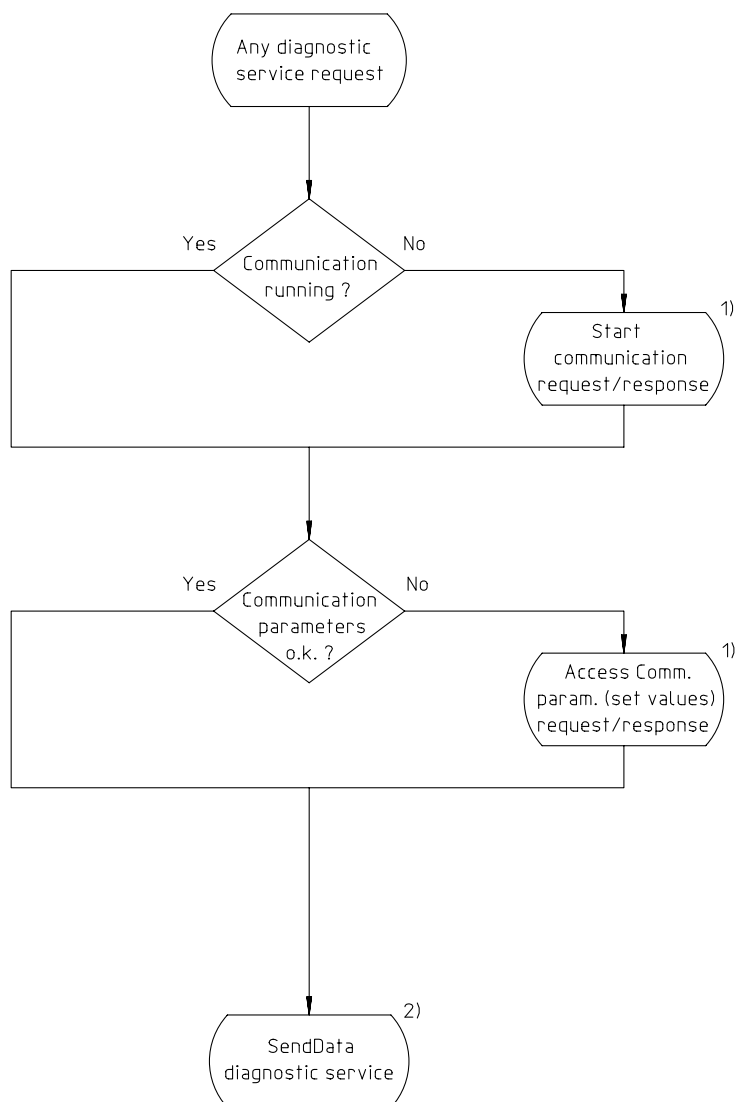 Any diagnostic
service request
Yes
No
Communication
running ?
1)
Start
communication
request/response
Yes
No
Communication
parameters
o.k. ?
1)
Access Comm.
param. (set values)
request/response
2)
SendData
diagnostic service